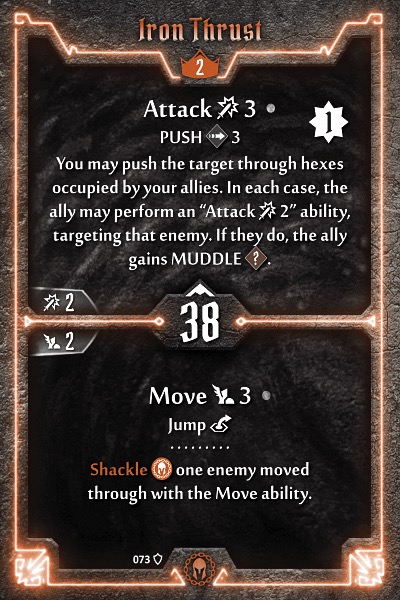 Iron Thrust
2
Attack 3
1
PUSH 3
You may push the target through hexes
occupied by your allies. In each case, the
ally may perform an “Attack 2” ability,
targeting that enemy. If they do, the ally
gains MUDDLE ?.
2
38
2
Move 3
Jump
Shackle one enemy moved
through with the Move ability.
073